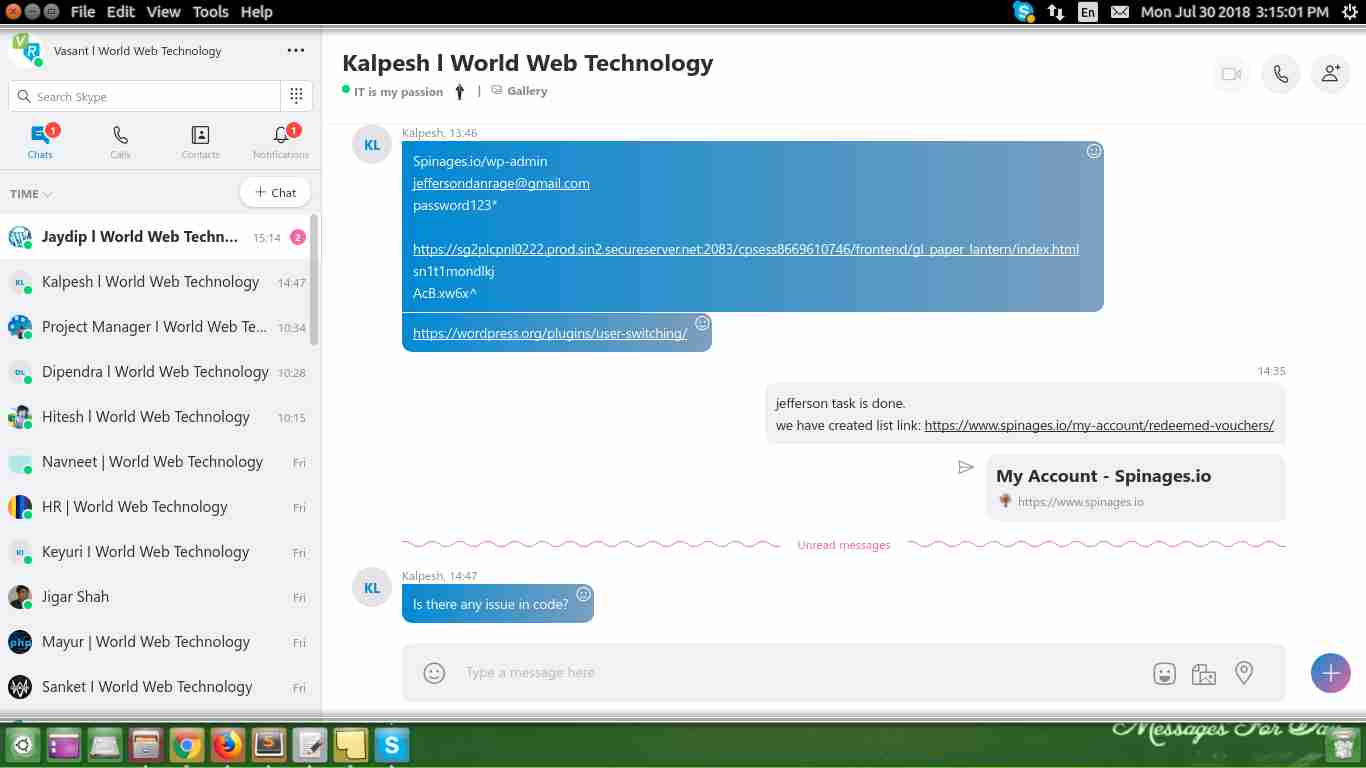 File Edit View Tools Help
En
Mon Jul 30 2018 3:15:01 PM
Vasant l World Web Technology
Search Skype
1
1
Chats
Calls
Contacts
Notifications
TIME
+ Chat
Jaydip l World Web Techn... 15:14 2
KL Kalpesh l World Web Technology 14:47
Project Manager I World Web Te... 10:34
DL Dipendra l World Web Technology 10:28
Hitesh l World Web Technology 10:15
Navneet | World Web Technology Fri
HR | World Web Technology Fri
KI Keyuri I World Web Technology Fri
Jigar Shah Fri
php Mayur | World Web Technology Fri
Sanket I World Web Technology Fri
Kalpesh l World Web Technology
IT is my passion | Gallery
KL
Kalpesh, 13:46
Spinages.io/wp-admin
jeffersondanrage@gmail.com
password123*
https://sg2plcpnl0222.prod.sin2.secureserver.net:2083/cpsess8669610746/frontend/gl_paper_lantern/index.html
sn1t1mondlkj
AcB.xw6x^
https://wordpress.org/plugins/user-switching/
14:35
jefferson task is done.
we have created list link: https://www.spinages.io/my-account/redeemed-vouchers/
My Account - Spinages.io
https://www.spinages.io
Unread messages
KL
Kalpesh, 14:47
Is there any issue in code?
Type a message here
Messages For Day